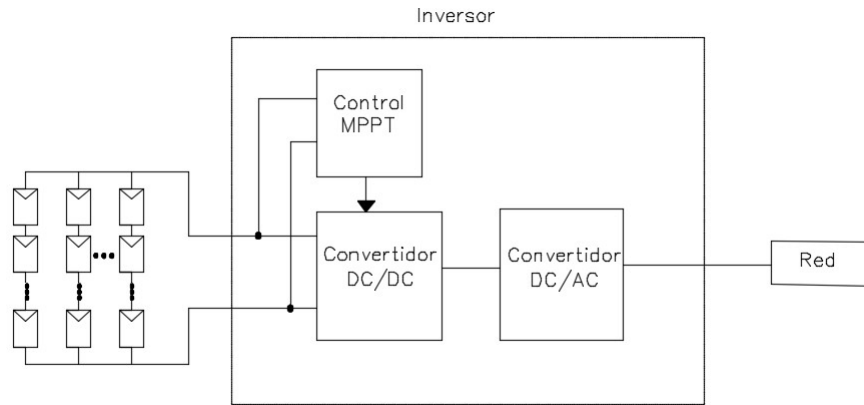 Inversor
Control
MPPT
Convertidor
DC/DC
Convertidor
DC/AC
Red